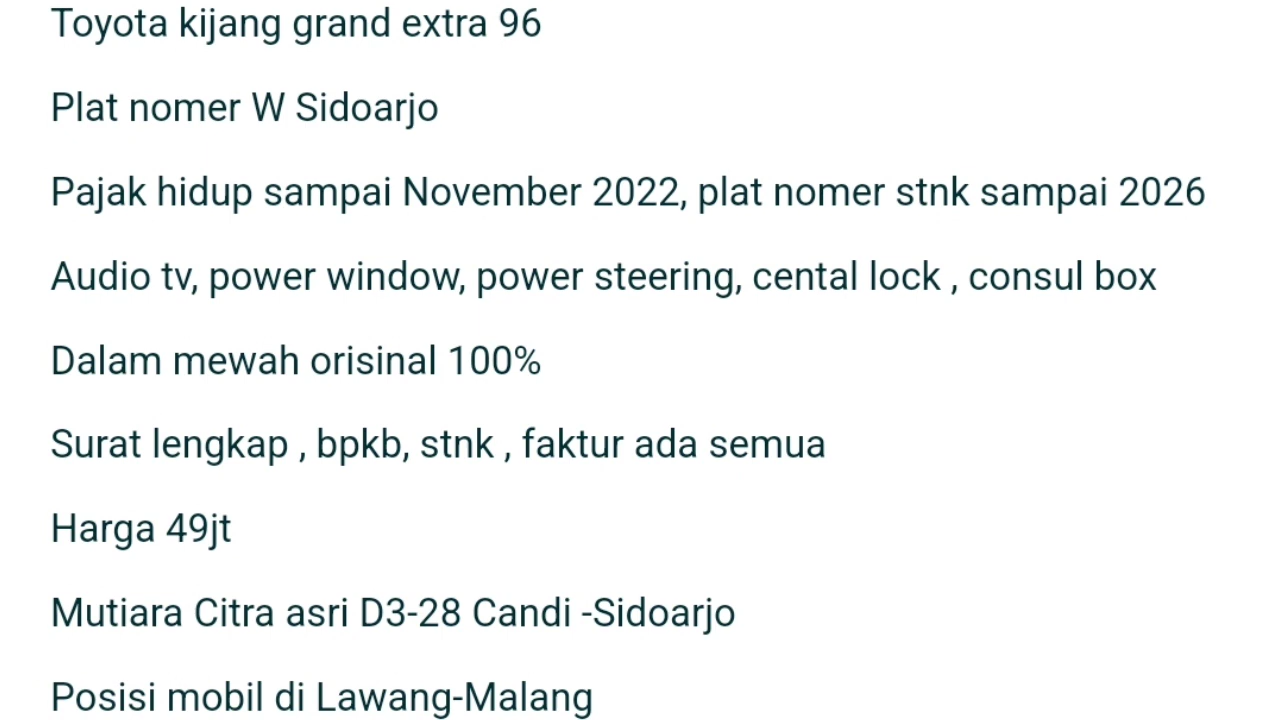 Toyota kijang grand extra 96
Plat nomer W Sidoarjo
Pajak hidup sampai November 2022, plat nomer stnk sampai 2026
Audio tv, power window, power steering, cental lock , consul box
Dalam mewah orisinal 100%
Surat lengkap , bpkb, stnk , faktur ada semua
Harga 49jt
Mutiara Citra asri D3-28 Candi -Sidoarjo
Posisi mobil di Lawang-Malang